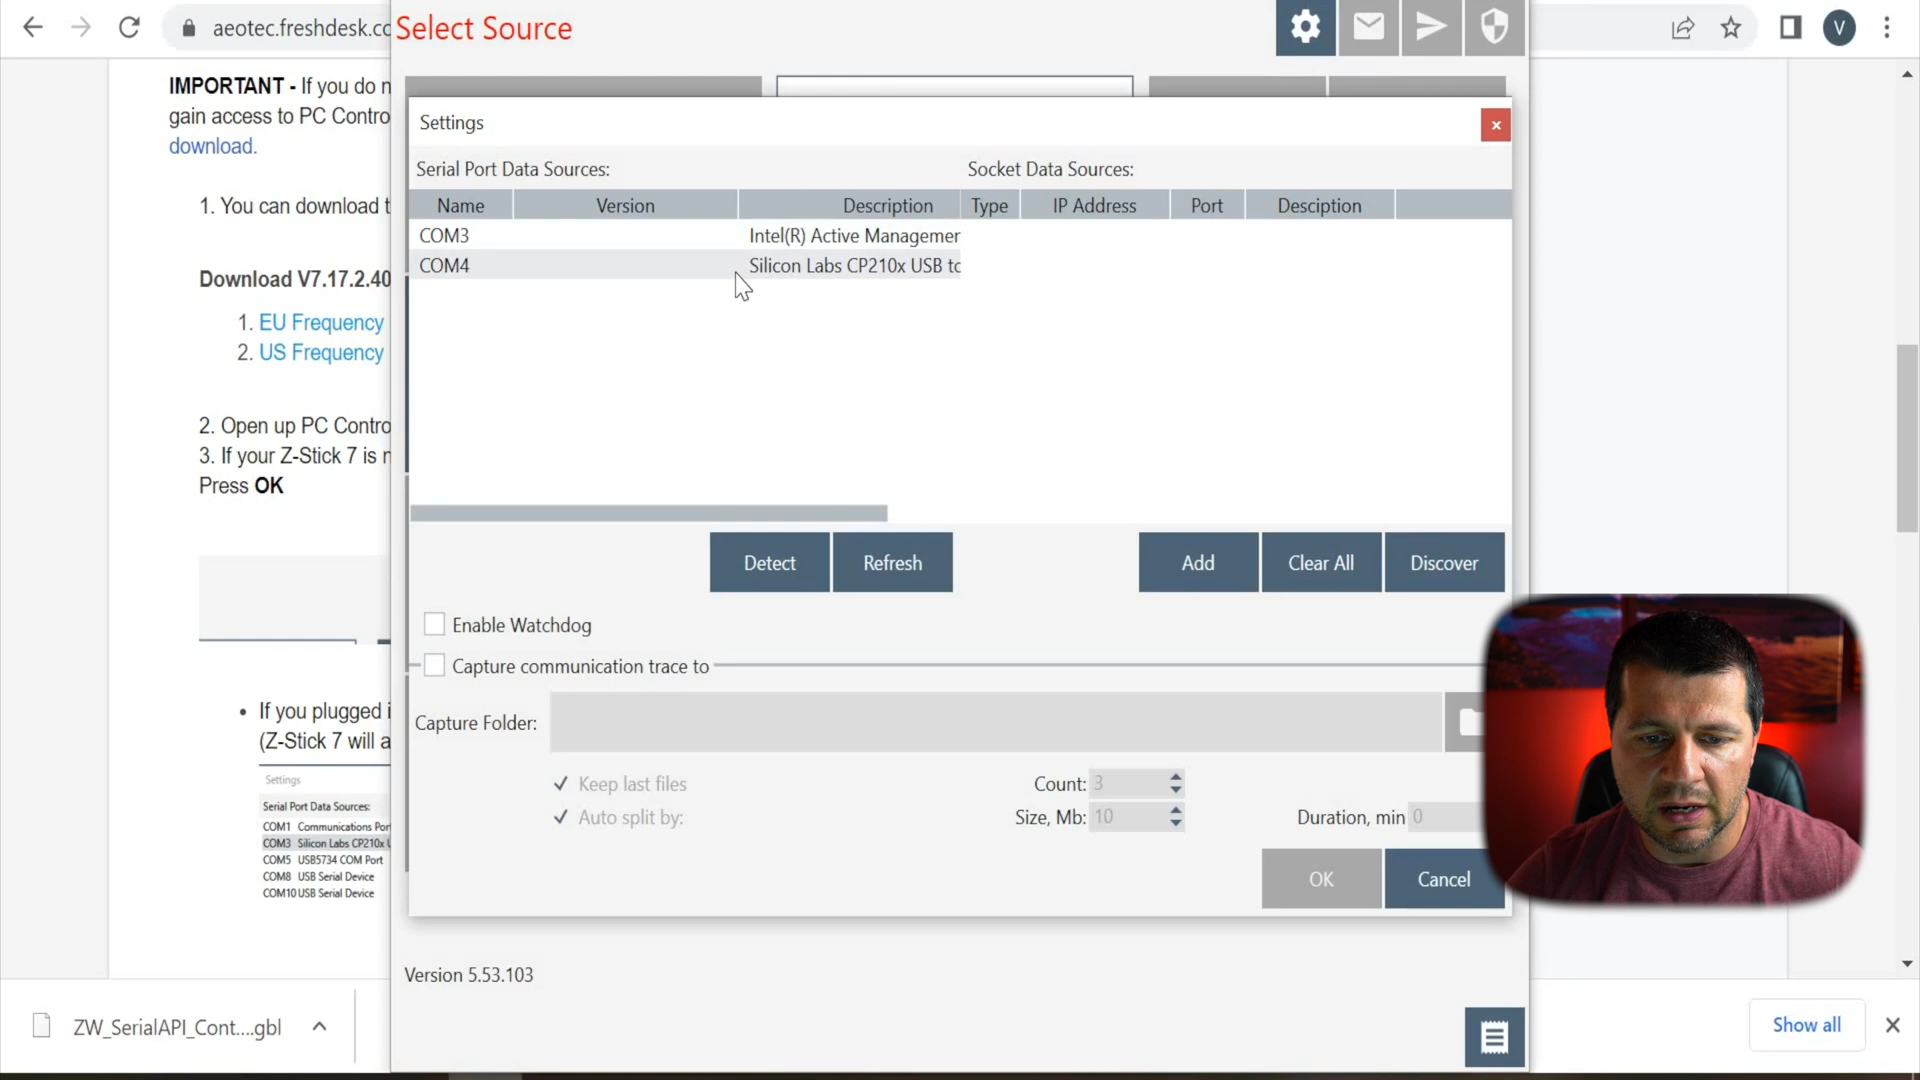 aeotec.freshdesk.co
Select Source
V
IMPORTANT - If you do n
gain access to PC Contro
download.
1. You can download t
Download V7.17.2.40
1. EU Frequency
2. US Frequency
2. Open up PC Contro
3. If your Z-Stick 7 is n
Press OK
If you plugged i
(Z-Stick 7 will a
Settings
Serial Port Data Sources:
COM1 Communications Por
COM3 Silicon Labs CP210x U
COM5 USB5734 COM Port
COM8 USB Serial Device
COM10 USB Serial Device
Settings
x
Serial Port Data Sources:
Socket Data Sources:
Name Version Description Type IP Address Port Desciption
COM3 Intel(R) Active Managemer
COM4 Silicon Labs CP210x USB to
Detect Refresh Add Clear All Discover
Enable Watchdog
Capture communication trace to
Capture Folder:
Keep last files Count: 3
Auto split by: Size, Mb: 10 Duration, min 0
OK Cancel
Version 5.53.103
ZW_SerialAPI_Cont....gbl
Show all